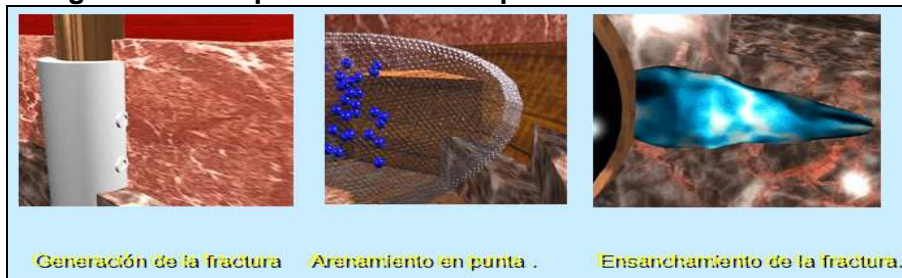 Generación de la fractura
Arenamiento en punta .
Ensanchamiento de la fractura.